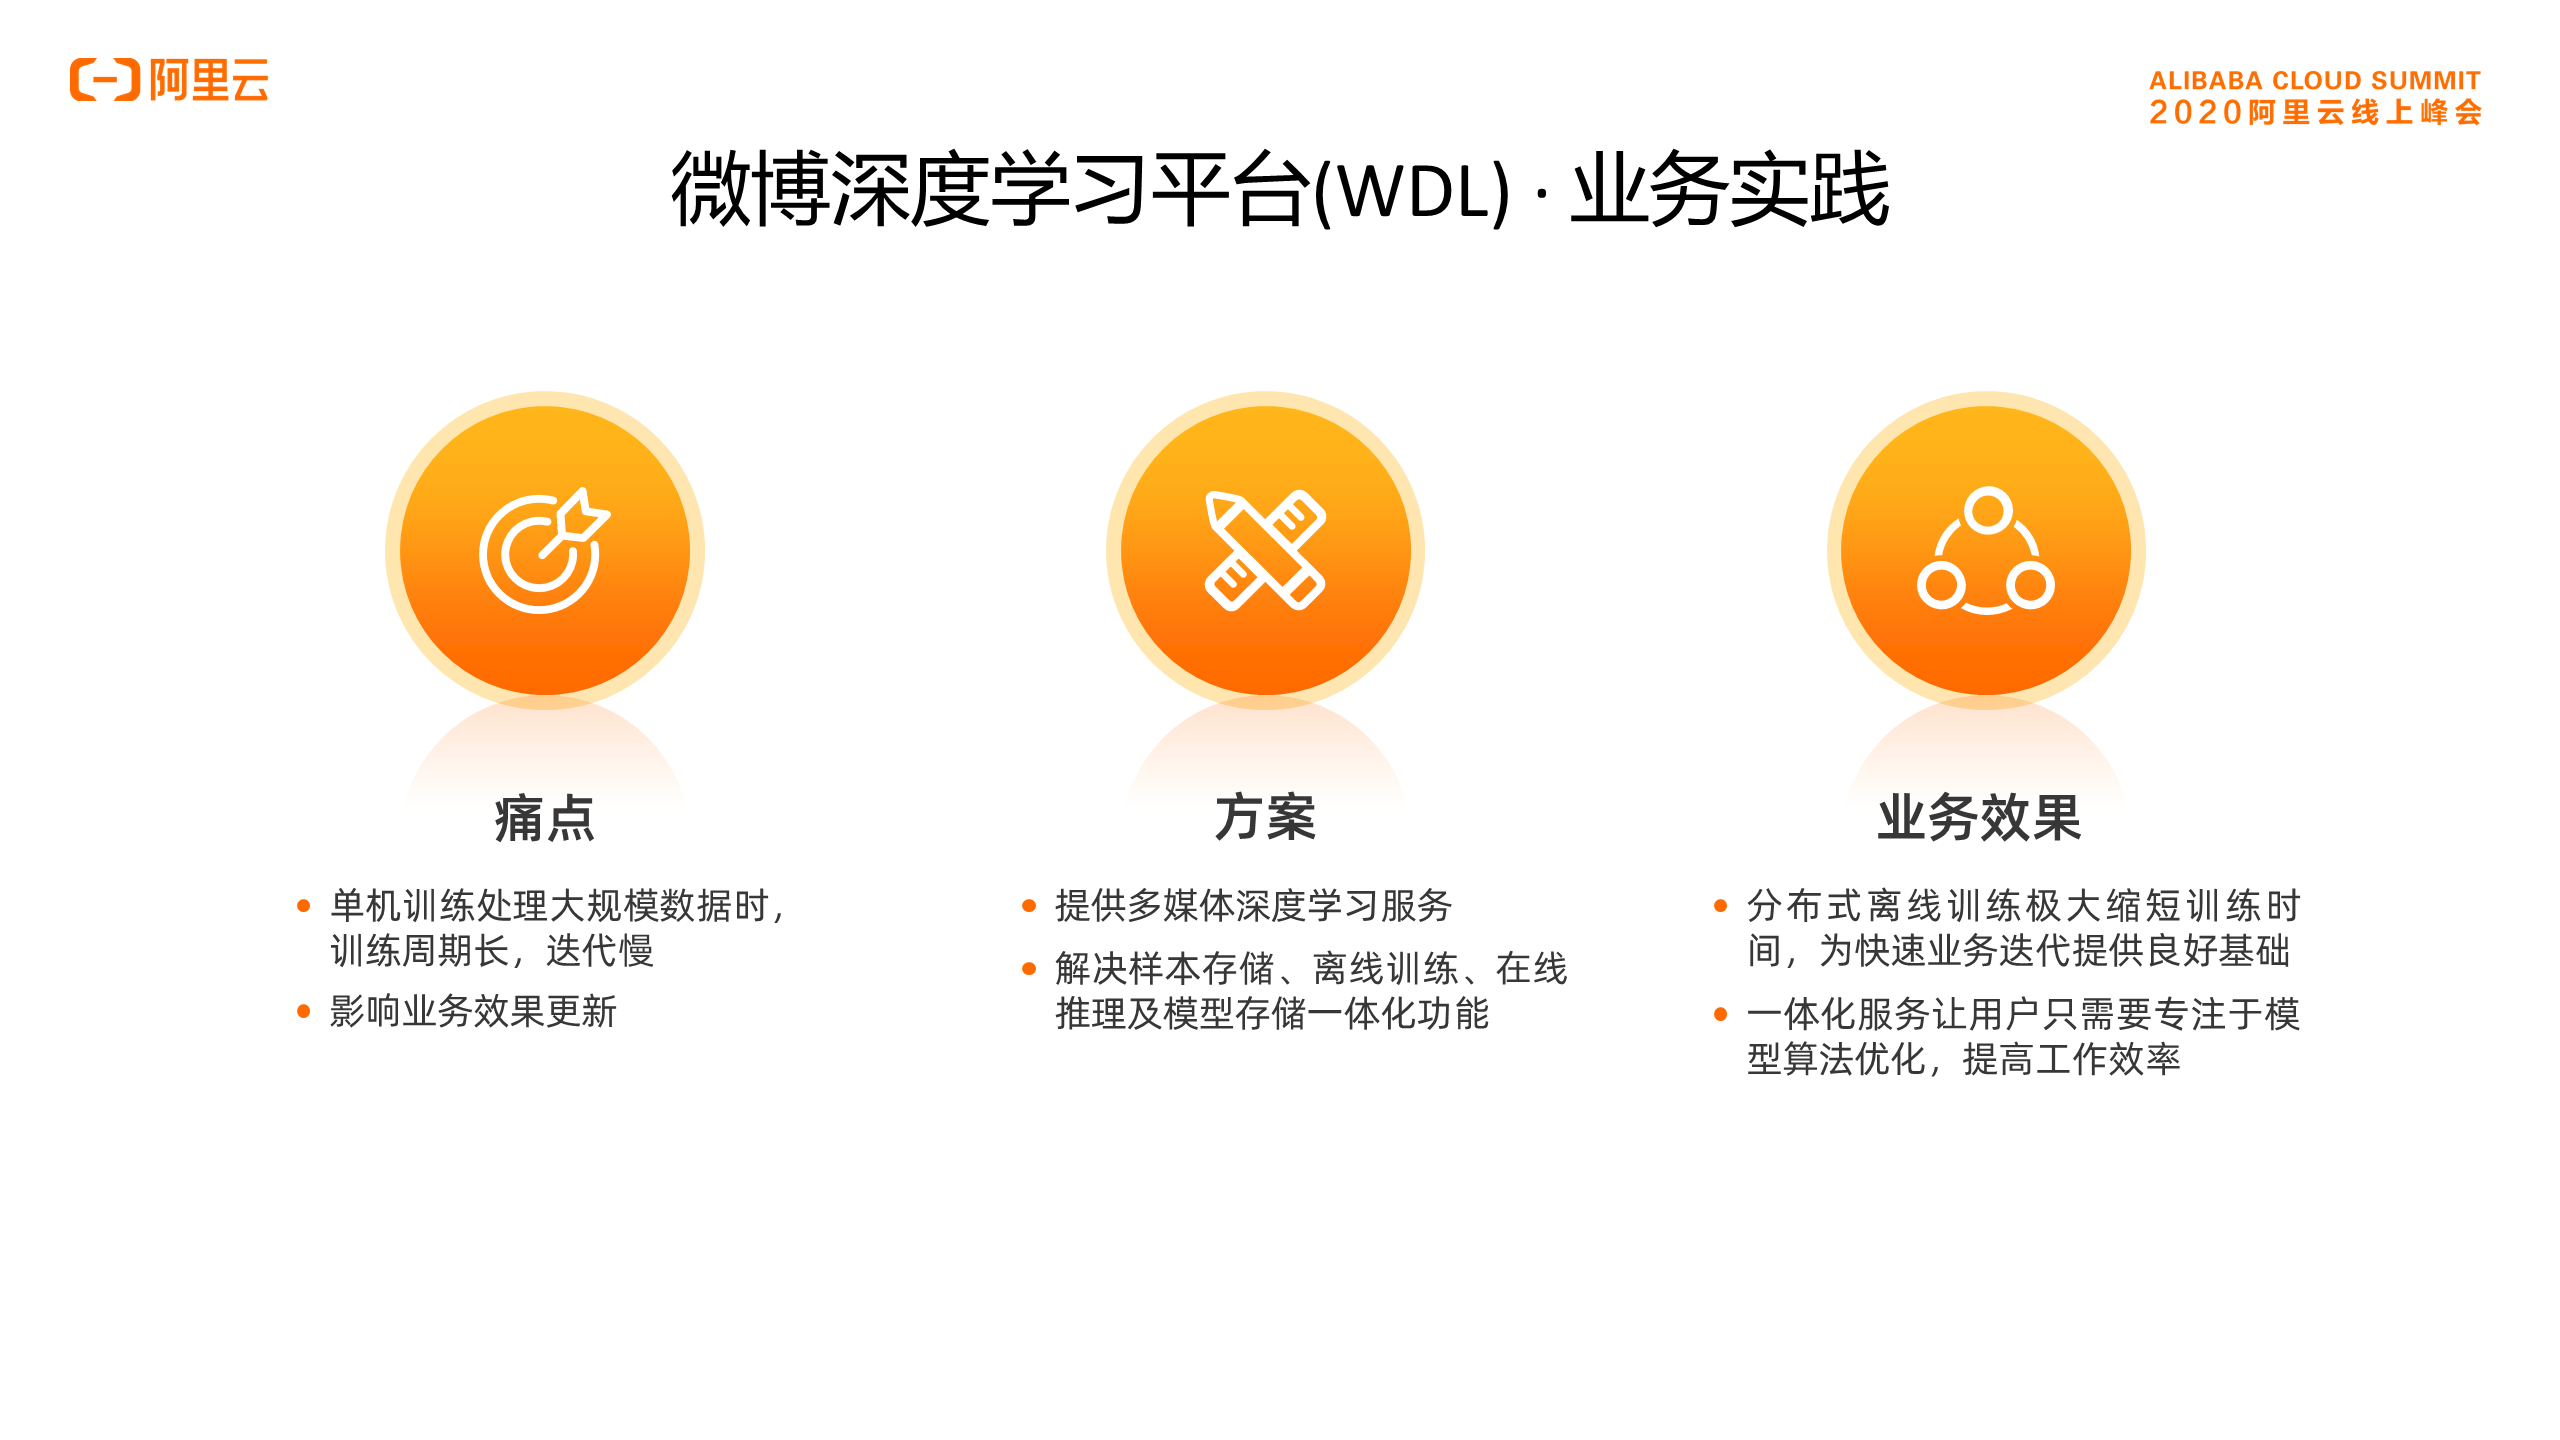 阿里云
ALIBABA CLOUD SUMMIT
2020阿里云线上峰会
微博深度学习平台(WDL) · 业务实践
痛点
单机训练处理大规模数据时，
训练周期长，迭代慢
影响业务效果更新
方案
提供多媒体深度学习服务
解决样本存储、离线训练、在线
推理及模型存储一体化功能
业务效果
分布式离线训练极大缩短训练时
间，为快速业务迭代提供良好基础
一体化服务让用户只需要专注于模
型算法优化，提高工作效率